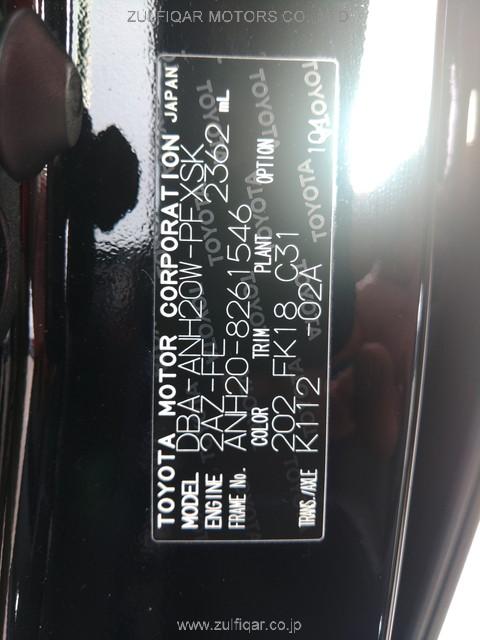 ZULFIQAR MOTORS CO.,LTD
TOYOTA MOTOR CORPORATION JAPAN
MODEL DBA-ANH20W-PFXSK
ENGINE 2AZ-FE 2362 mL
FRAME No. ANH20-8261546
COLOR TRIM PLANT OPTION
202 FK18 C31 104
TRANS./AXLE K112 -02A
www.zulfiqar.co.jp